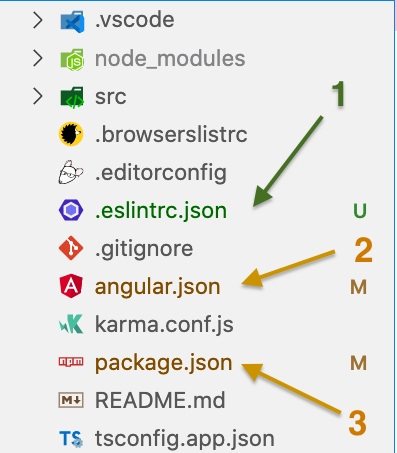 .vscode
node_modules
src
1
.browserslistrc
.editorconfig
.eslintrc.json U
.gitignore
2
angular.json M
karma.conf.js
package.json M
README.md
3
TS tsconfig.app.json